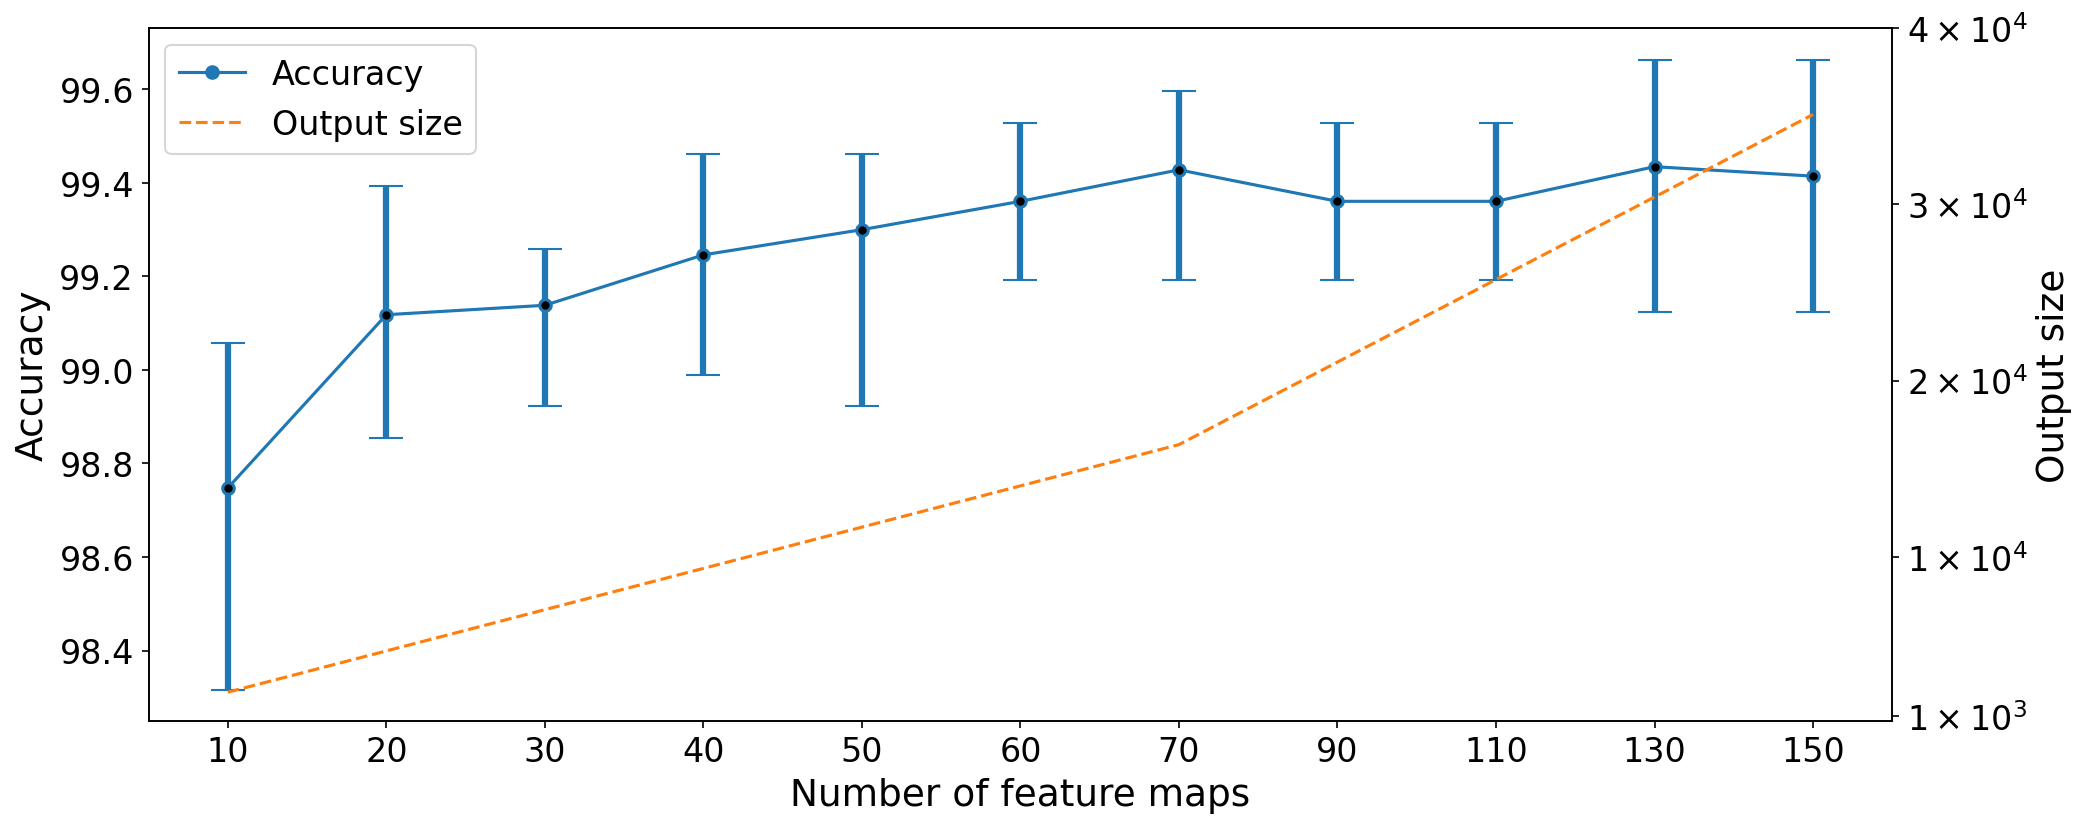 Accuracy
Output size
99.6
99.4
99.2
99.0
98.8
98.6
98.4
Accuracy
4 × 10⁴
3 × 10⁴
2 × 10⁴
1 × 10⁴
1 × 10³
Output size
10 20 30 40 50 60 70 90 110 130 150
Number of feature maps